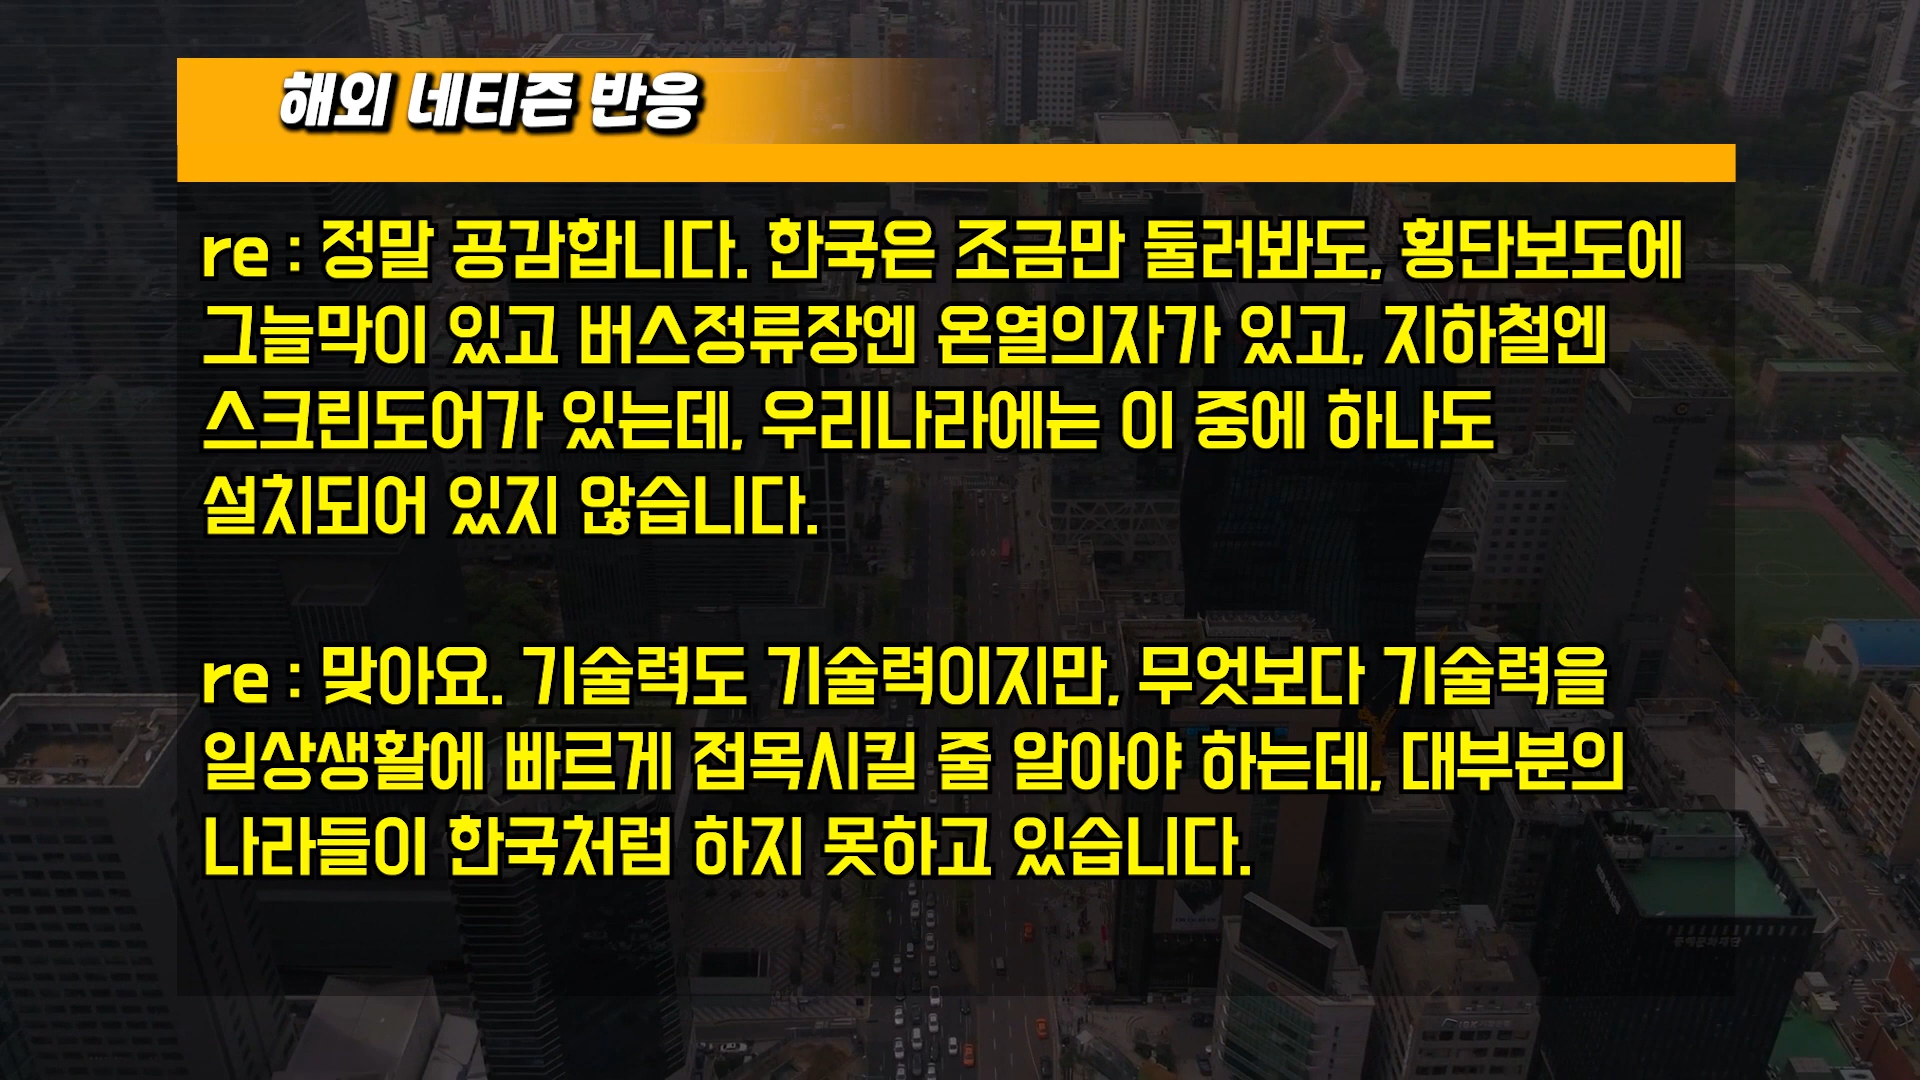 해외 네티즌 반응
re : 정말 공감합니다. 한국은 조금만 둘러봐도, 횡단보도에
그늘막이 있고 버스정류장엔 온열의자가 있고, 지하철엔
스크린도어가 있는데, 우리나라에는 이 중에 하나도
설치되어 있지 않습니다.
re : 맞아요. 기술력도 기술력이지만, 무엇보다 기술력을
일상생활에 빠르게 접목시킬 줄 알아야 하는데, 대부분의
나라들이 한국처럼 하지 못하고 있습니다.